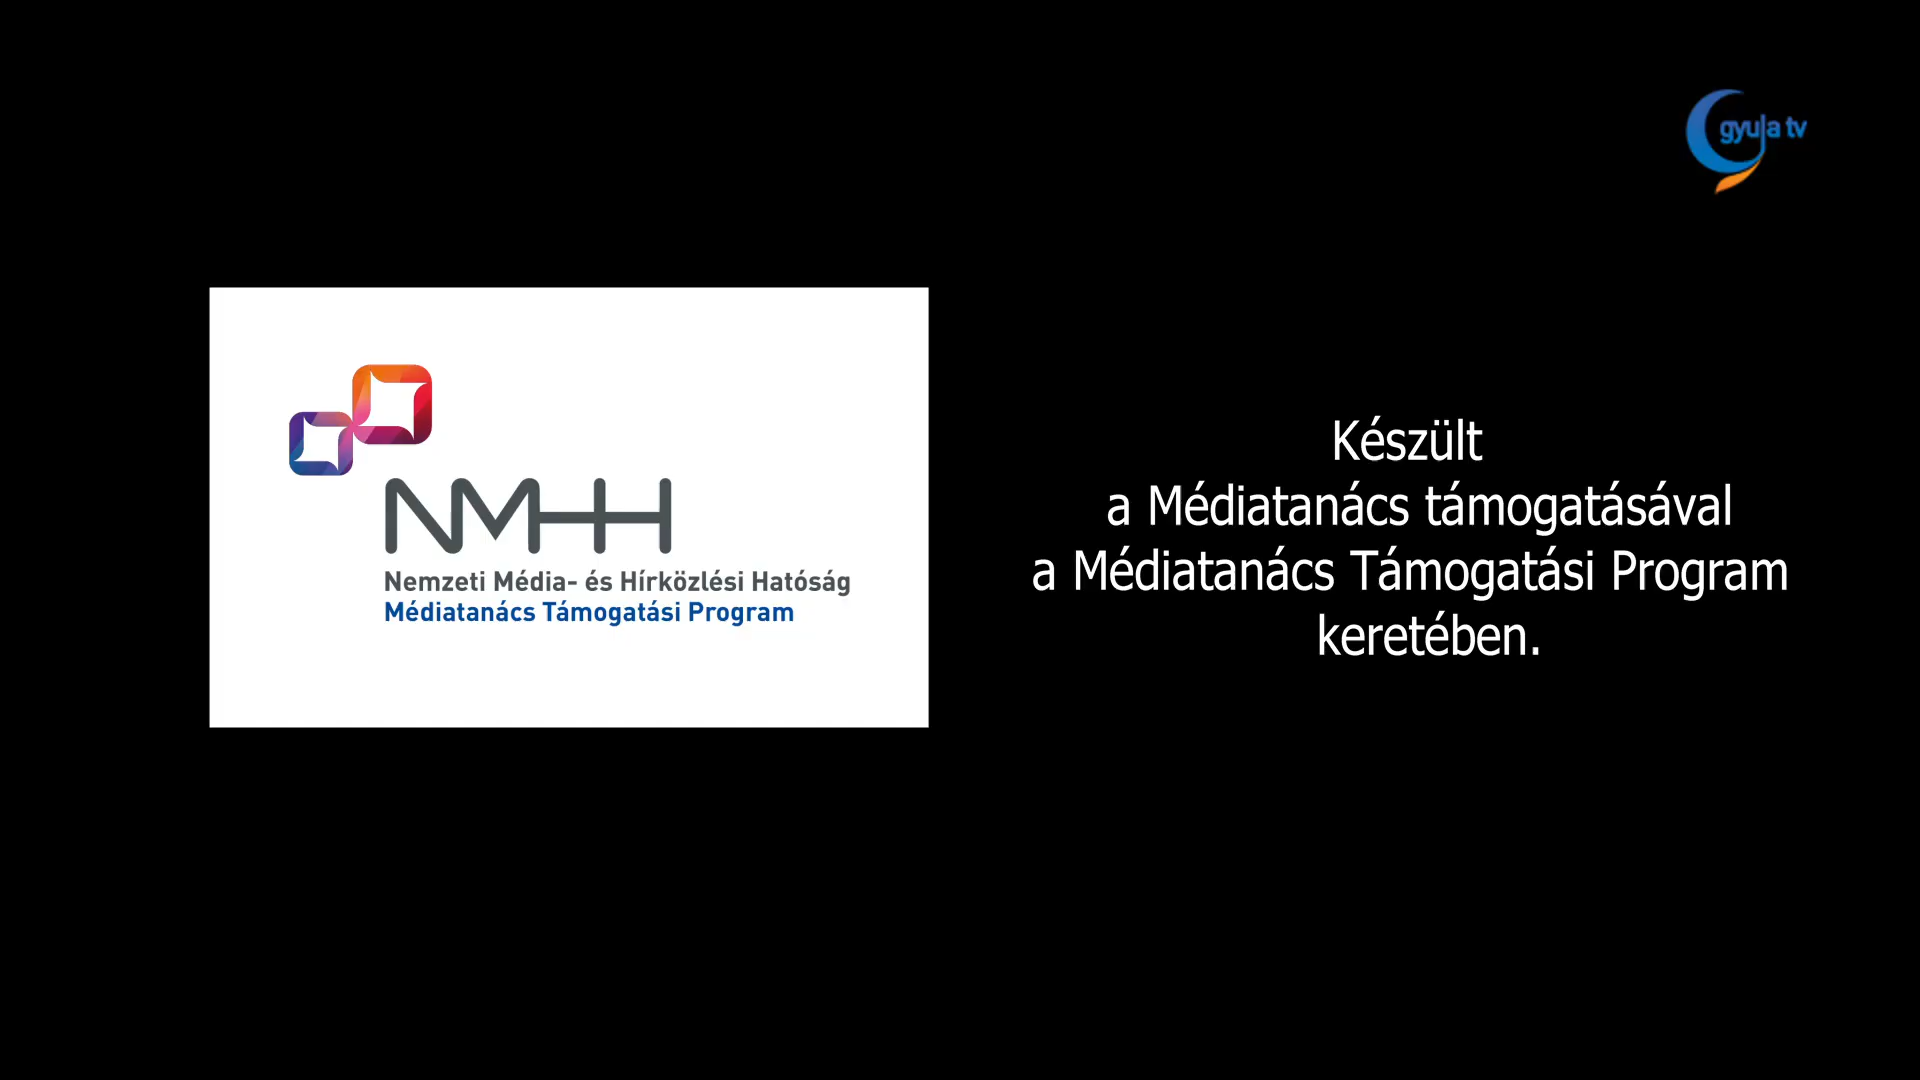 gyula tv
NMHH
Nemzeti Média- és Hírközlési Hatóság
Médiatanács Támogatási Program
Készült
a Médiatanács támogatásával
a Médiatanács Támogatási Program
keretében.